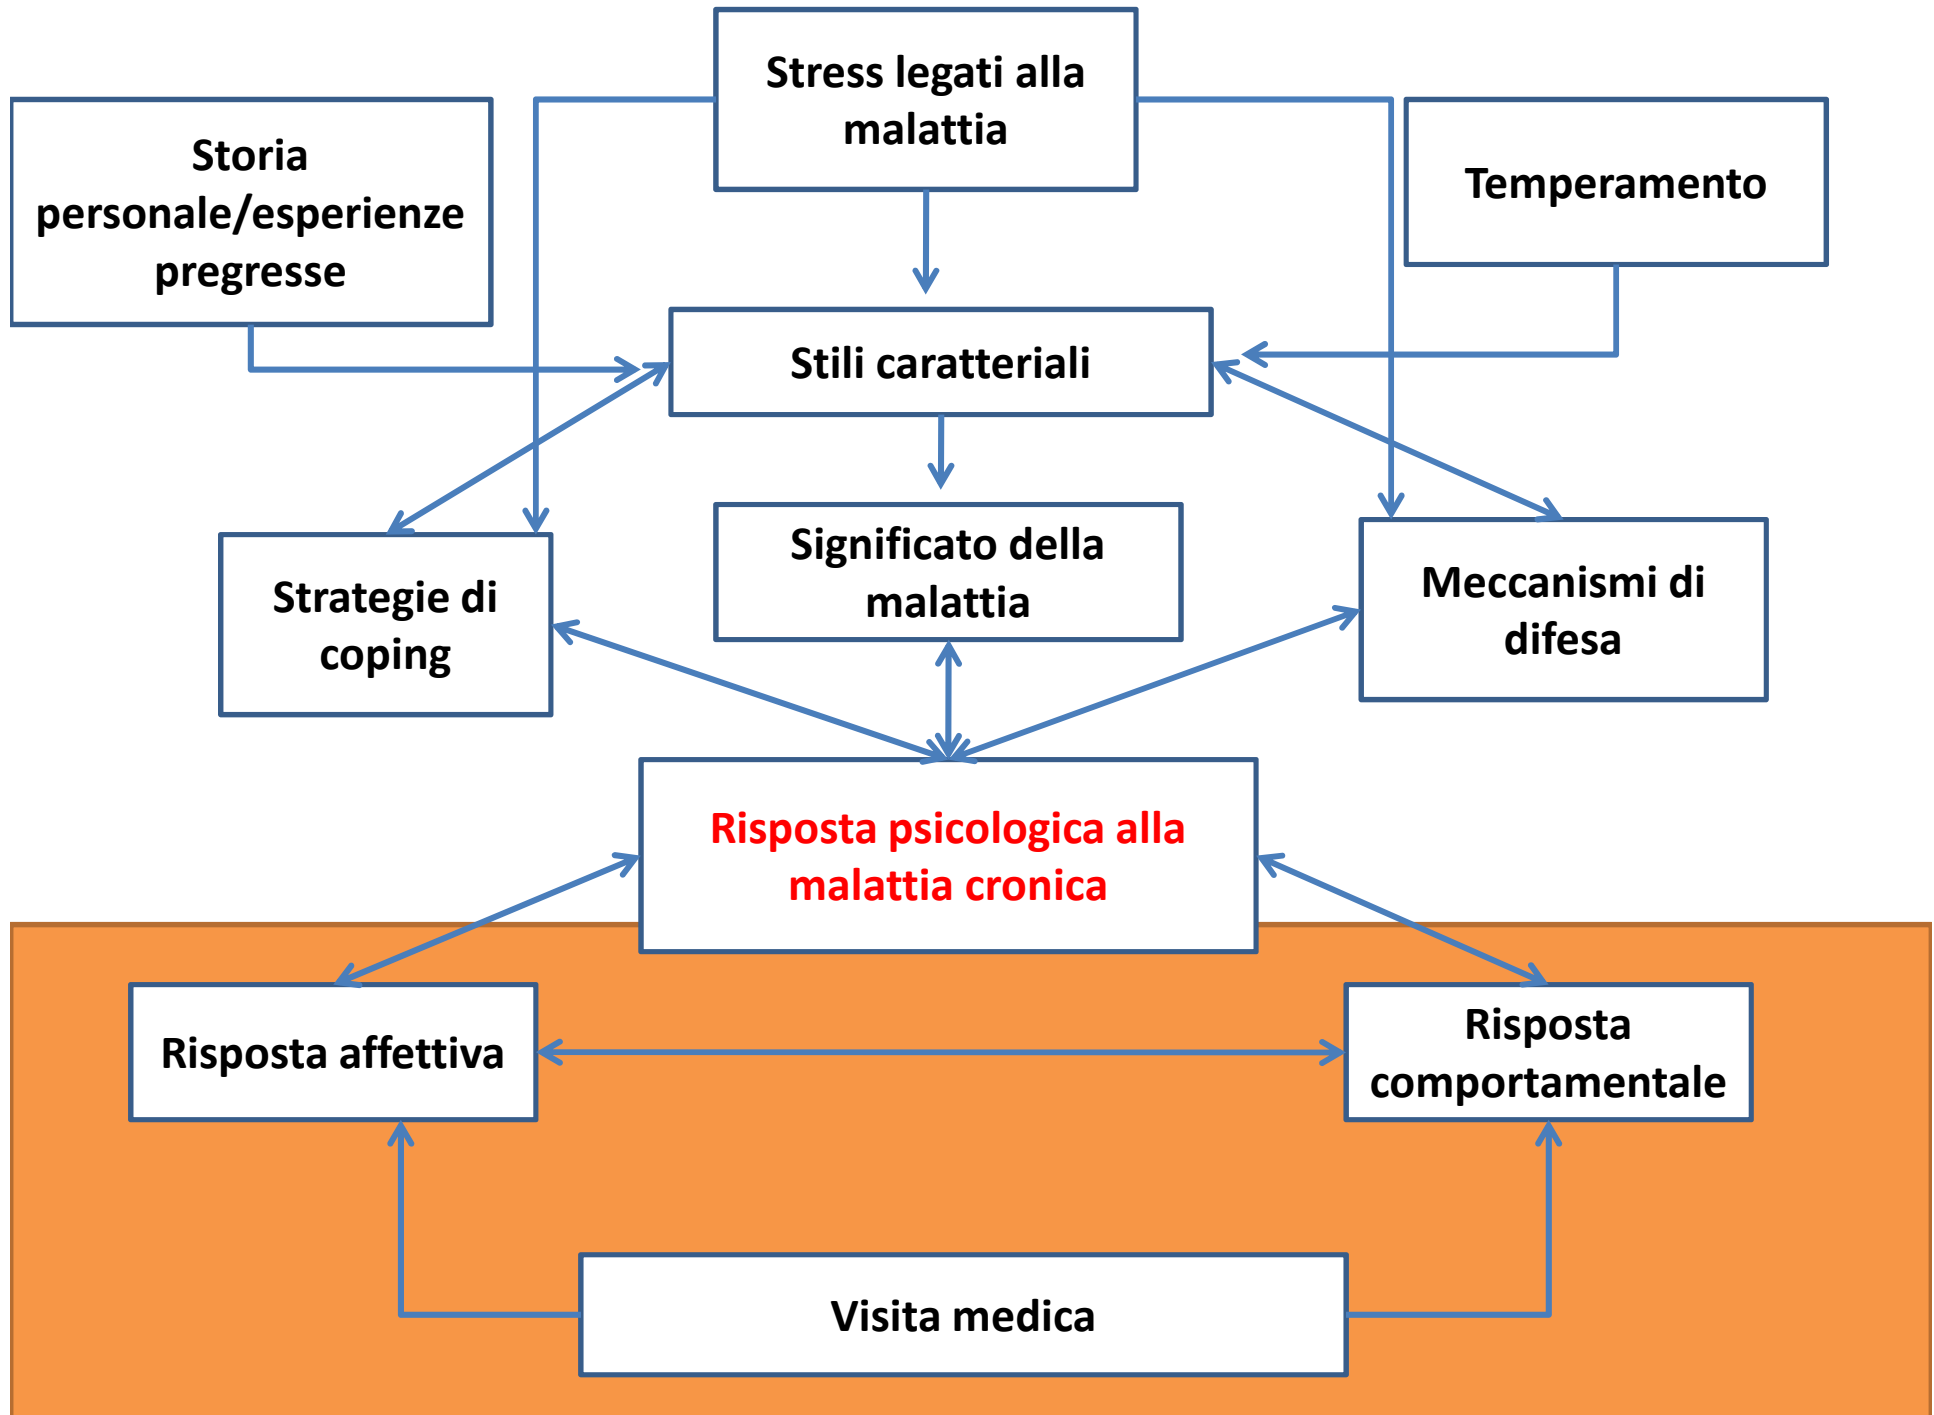 Stress legati alla
malattia
Storia
personale/esperienze
pregresse
Temperamento
Stili caratteriali
Significato della
malattia
Strategie di
coping
Meccanismi di
difesa
Risposta psicologica alla
malattia cronica
Risposta affettiva
Risposta
comportamentale
Visita medica